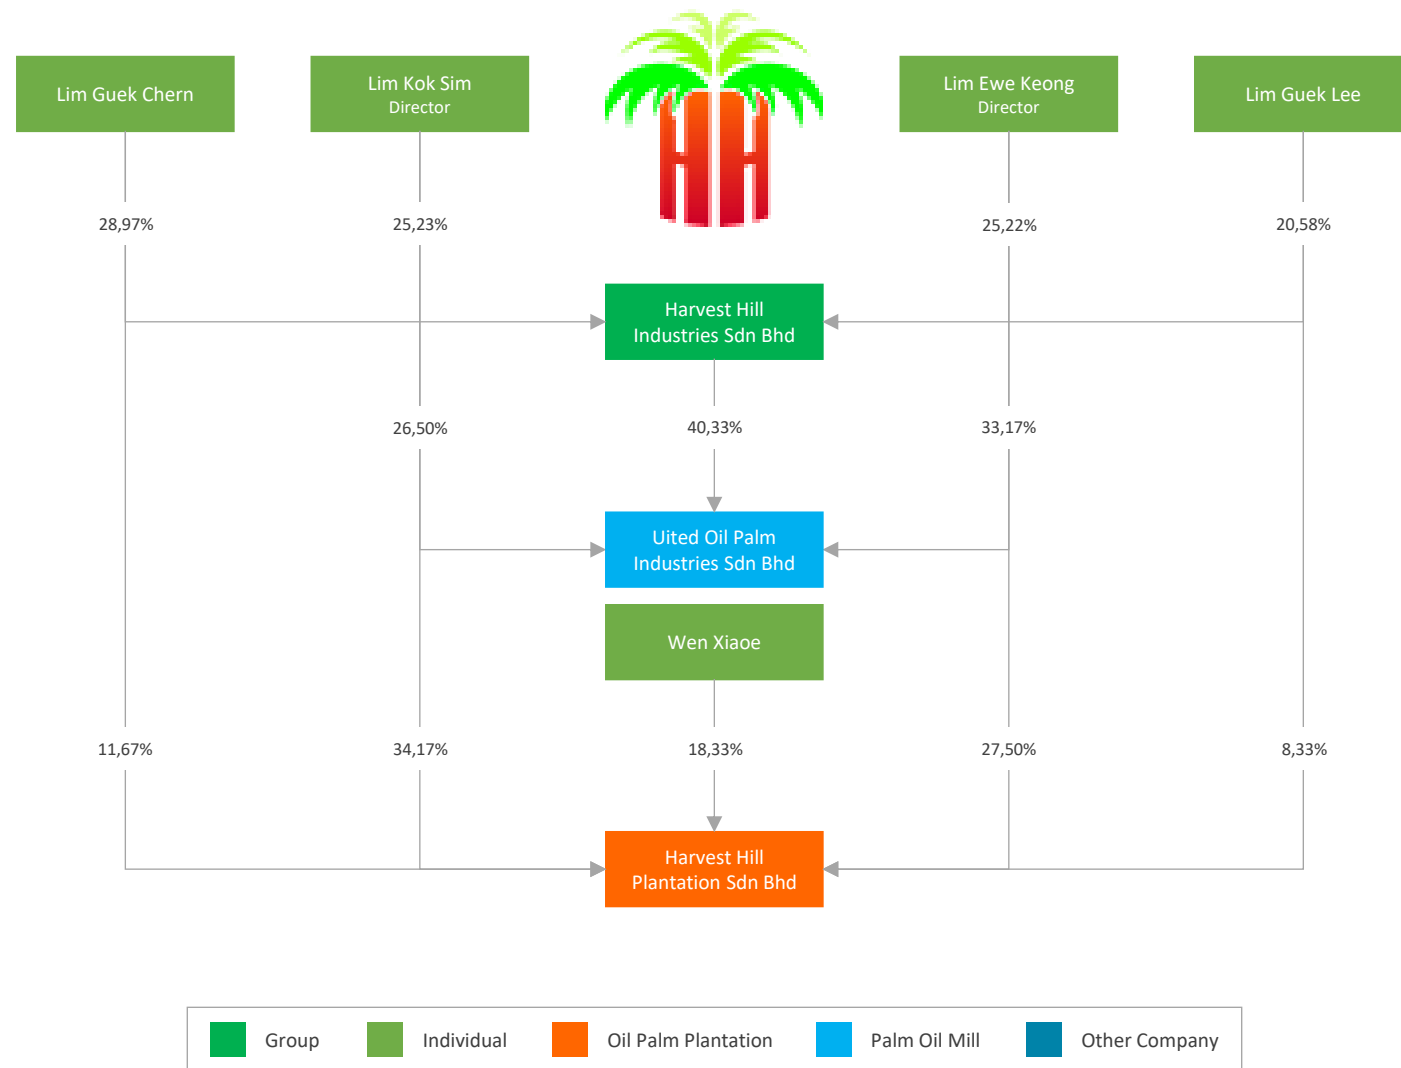 Lim Guek Chern
Lim Kok Sim
Director
Lim Ewe Keong
Director
Lim Guek Lee
28,97%
25,23%
25,22%
20,58%
Harvest Hill
Industries Sdn Bhd
26,50%
40,33%
33,17%
Uited Oil Palm
Industries Sdn Bhd
Wen Xiaoe
11,67%
34,17%
18,33%
27,50%
8,33%
Harvest Hill
Plantation Sdn Bhd
Group
Individual
Oil Palm Plantation
Palm Oil Mill
Other Company